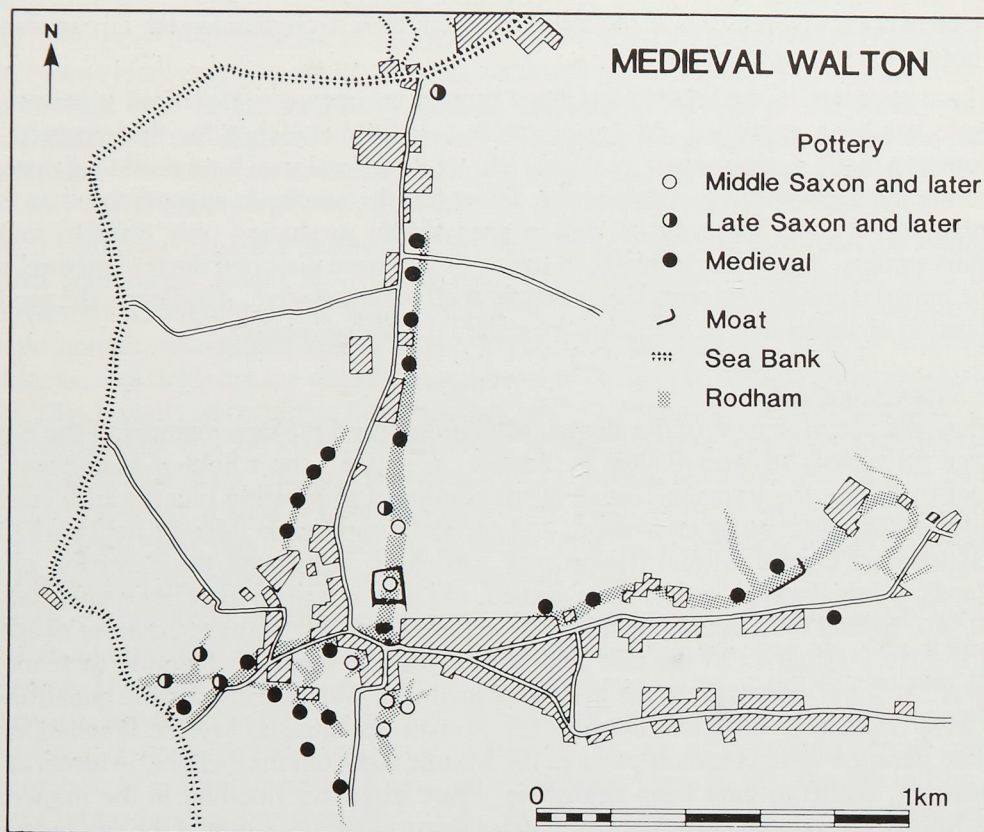 N
MEDIEVAL WALTON
Pottery
Middle Saxon and later
Late Saxon and later
Medieval
Moat
Sea Bank
Rodham
0
1km